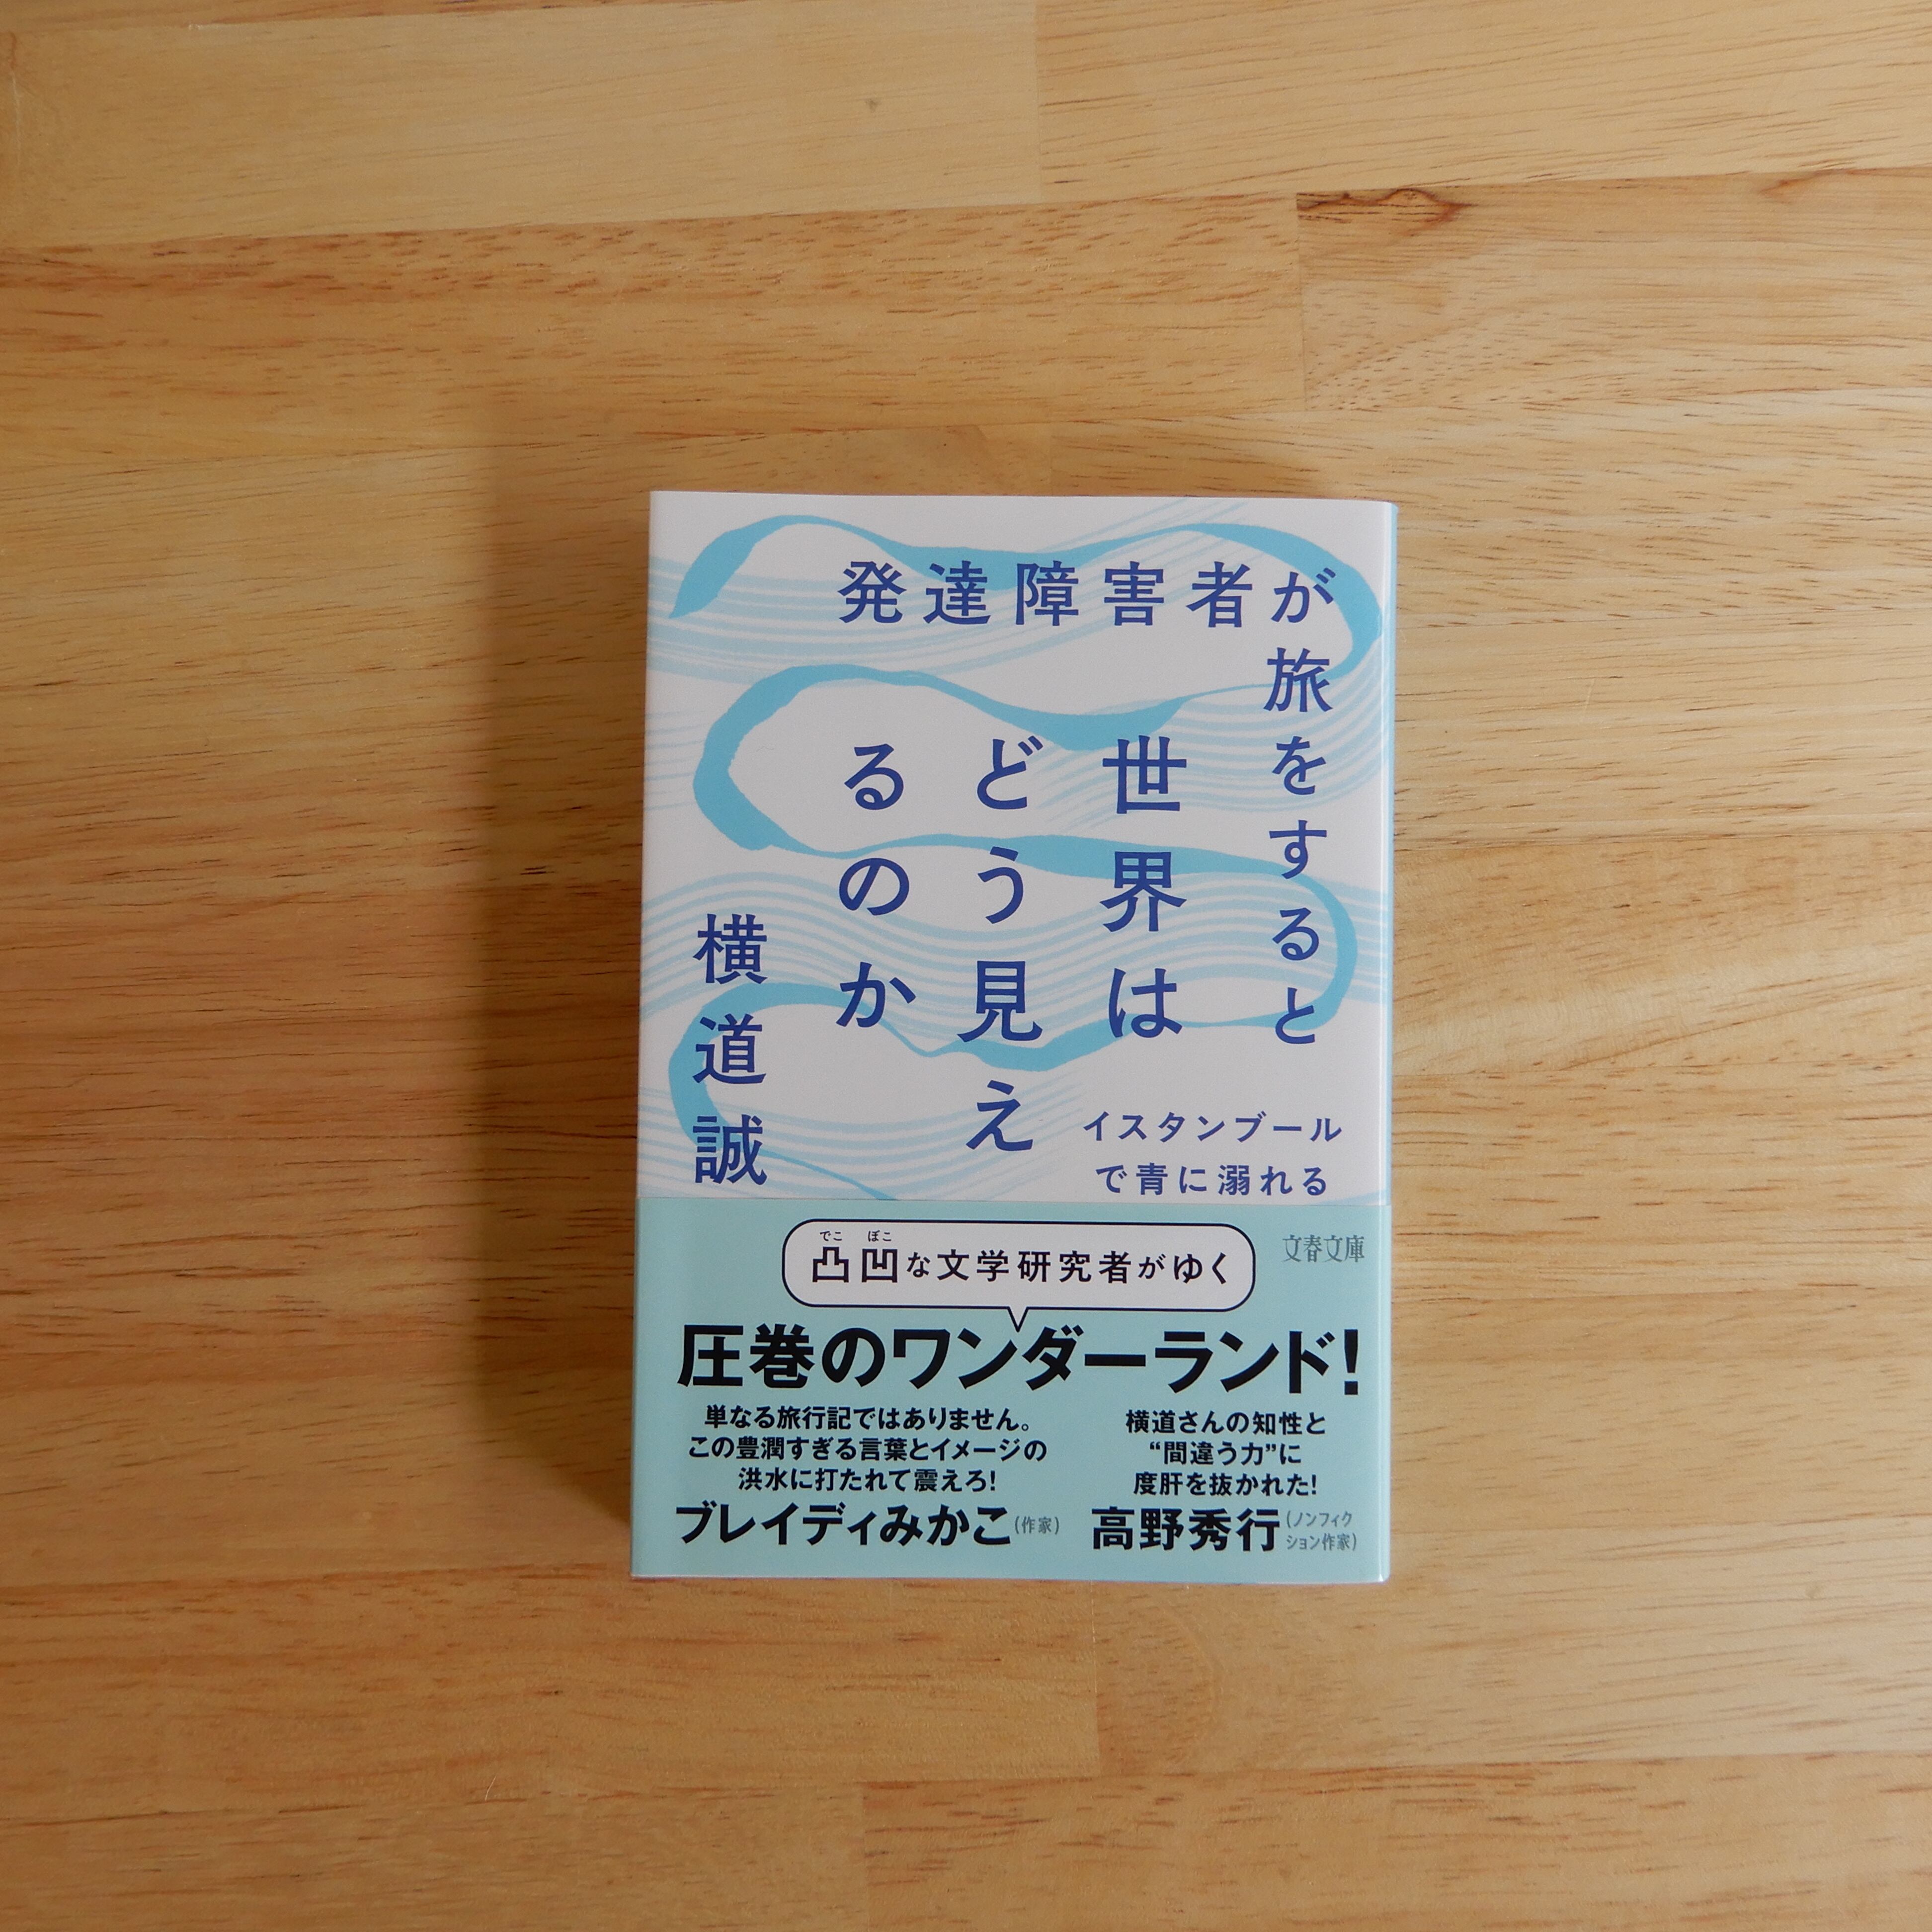 発達障害者が
旅をすると
世界は
どう見え
るのか
イスタンブール
で青に溺れる
横道誠
文春文庫
でこ ぼこ
凸凹な文学研究者がゆく
圧巻のワンダーランド!
単なる旅行記ではありません。
この豊潤すぎる言葉とイメージの
洪水に打たれて震えろ!
ブレイディみかこ(作家)
横道さんの知性と
“間違う力”に
度肝を抜かれた!
高野秀行(ノンフィク
ション作家)